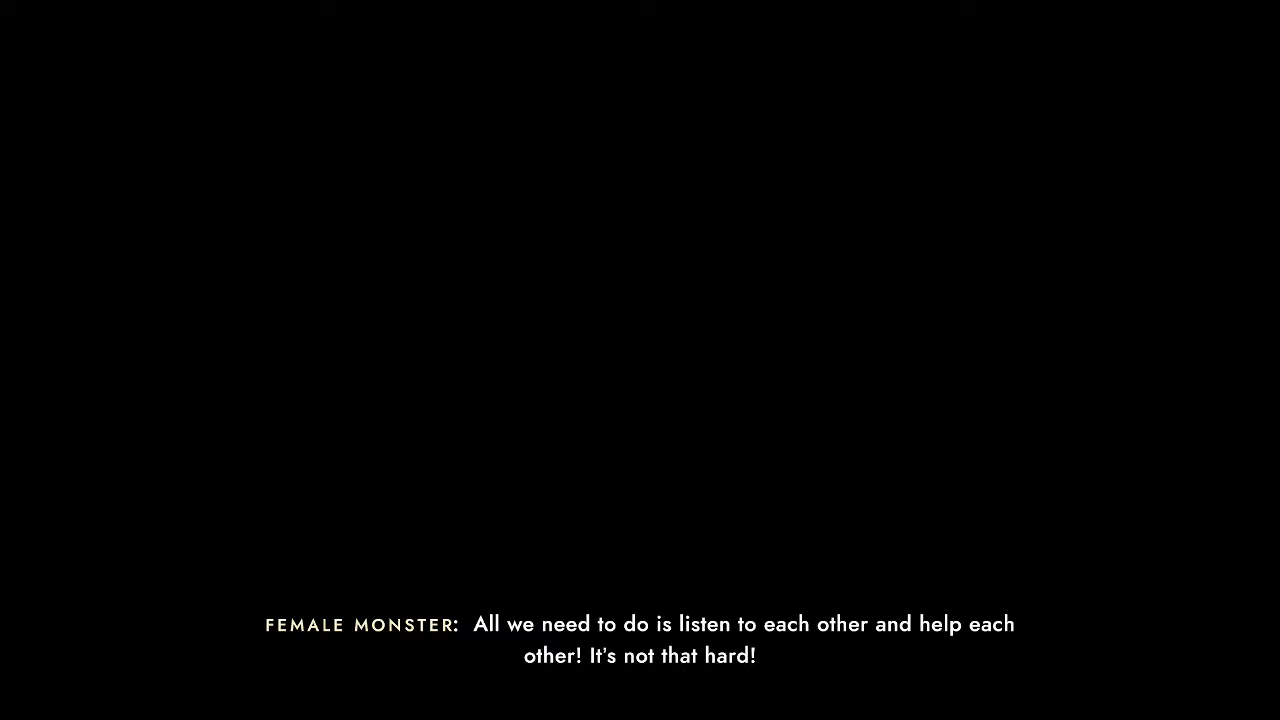 FEMALE MONSTER: All we need to do is listen to each other and help each
other! It's not that hard!